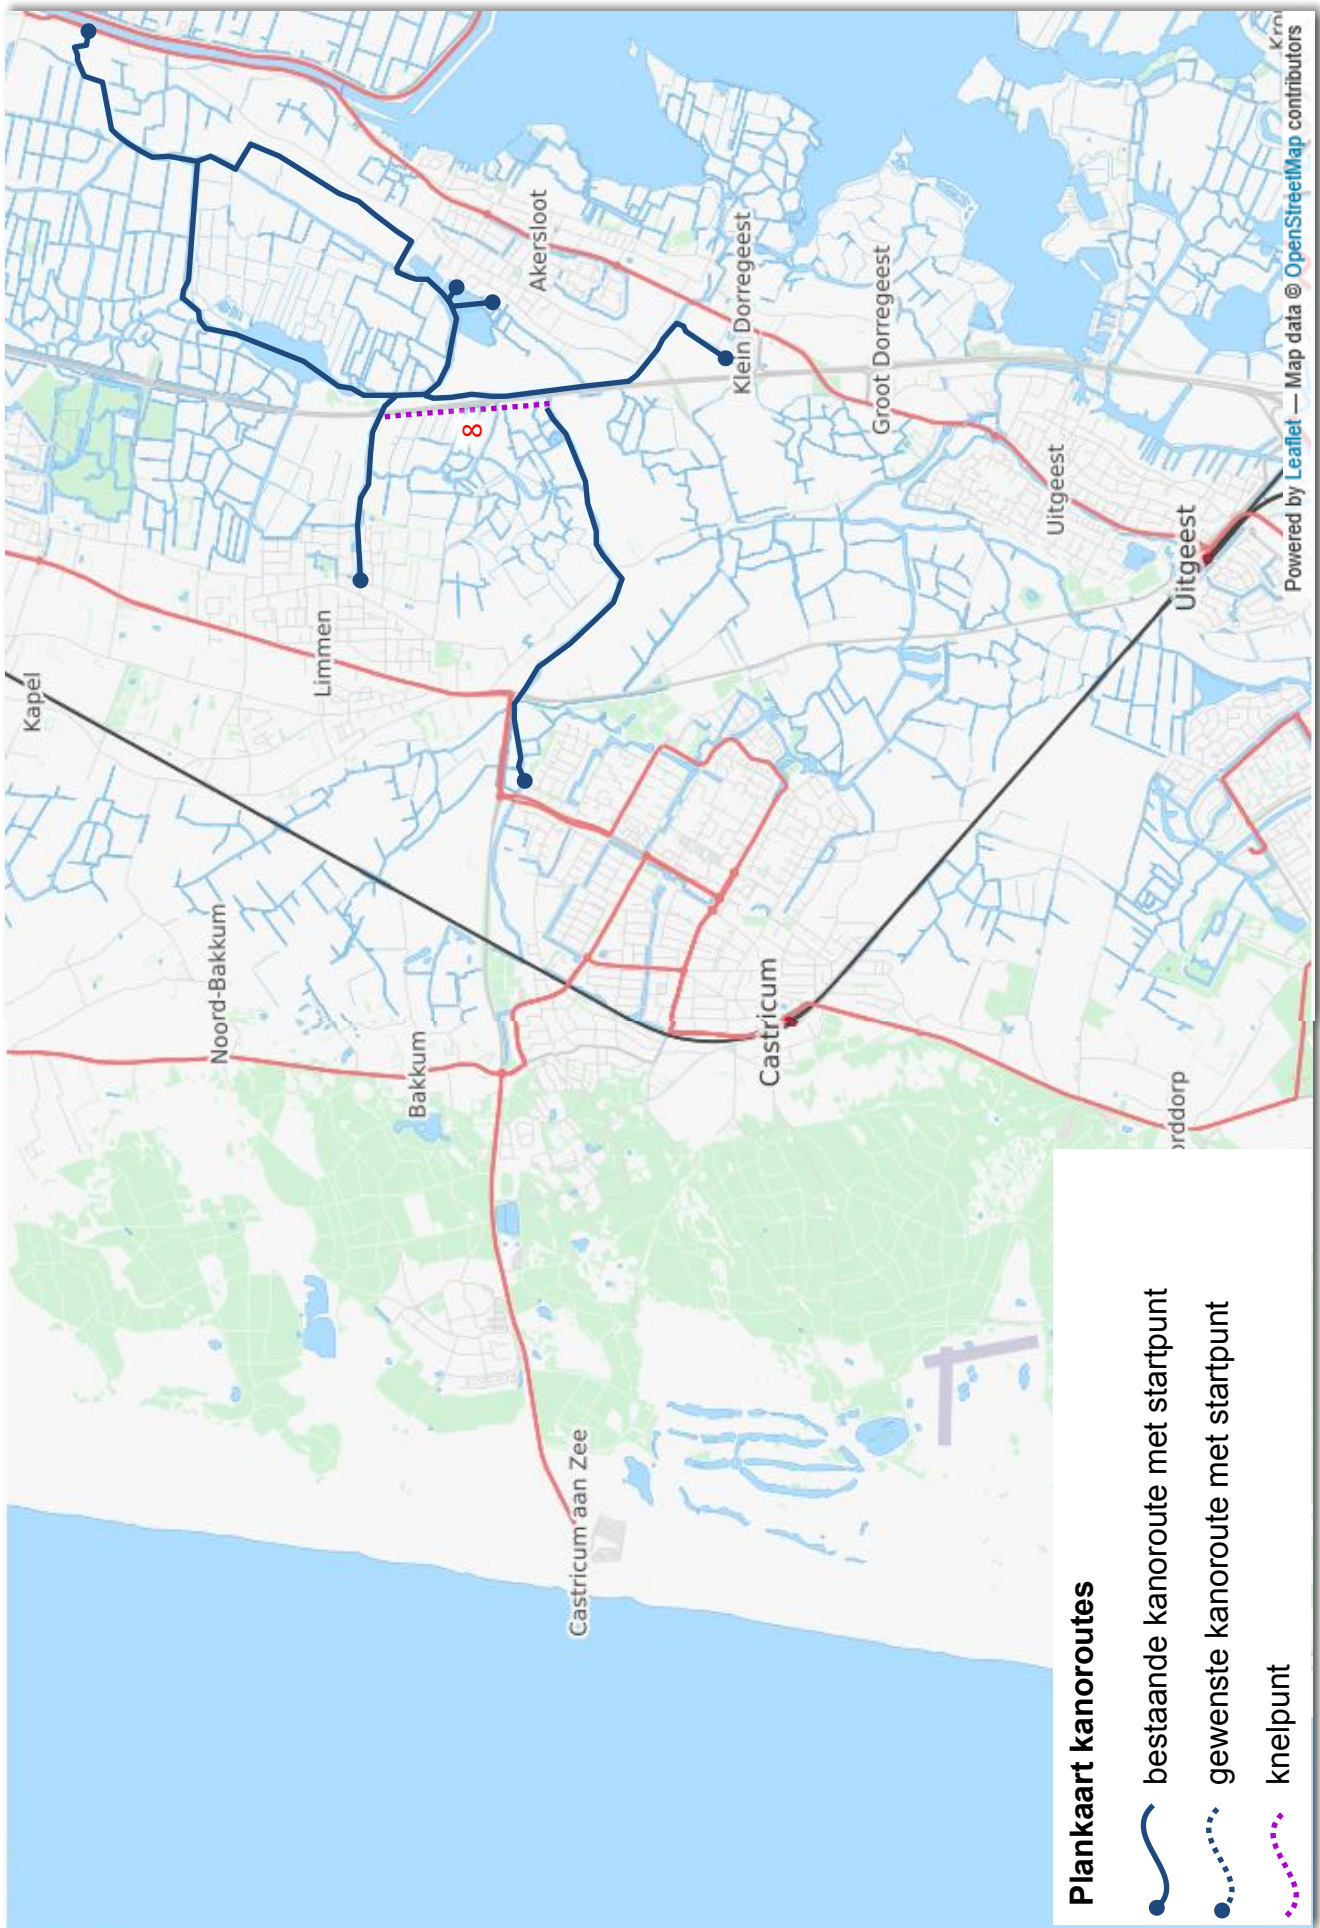 Plankaart kanoroutes
bestaande kanoroute met startpunt
gewenste kanoroute met startpunt
knelpunt
Castricum aan Zee
Bakkum
Noord-Bakkum
Castricum
orddorp
Kapel
Limmen
Uitgeest
Uitgeest
8
Akersloot
Klein Dorregeest
Groot Dorregeest
Powered by Leaflet — Map data © OpenStreetMap contributors